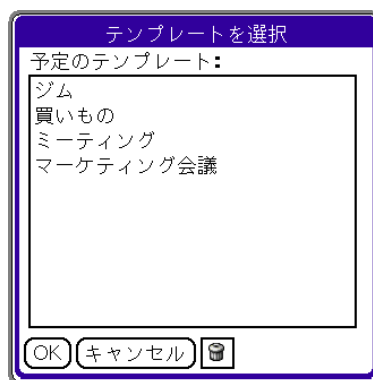 テンプレートを選択
予定のテンプレート:
ジム
買いもの
ミーティング
マーケティング会議
OK キャンセル